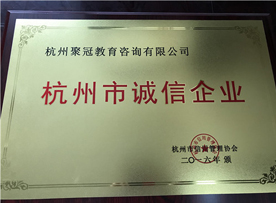 杭州聚冠教育咨询有限公司
杭州市诚信企业
杭州市信用管理协会
二〇一六年 颁